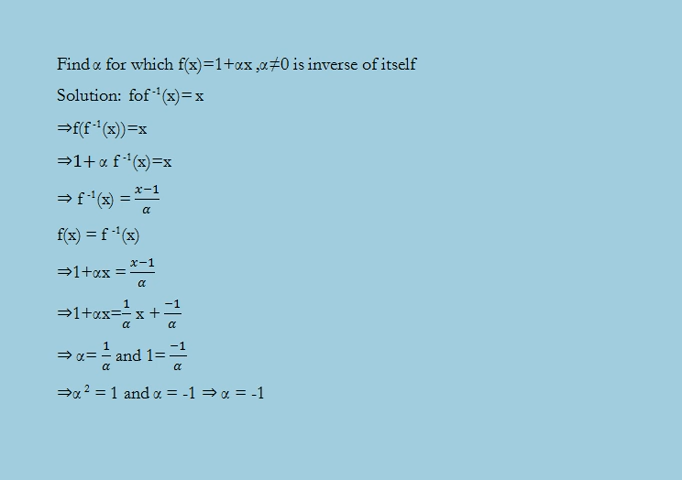 Find α for which f(x)=1+αx ,α≠0 is inverse of itself
Solution: fof⁻¹(x)= x
⇒f(f⁻¹(x))=x
⇒1+ α f⁻¹(x)=x
⇒ f⁻¹(x) = (x−1)/α
f(x) = f⁻¹(x)
⇒1+αx = (x−1)/α
⇒1+αx= 1/α x + −1/α
⇒ α= 1/α and 1= −1/α
⇒α² = 1 and α = -1 ⇒ α = -1